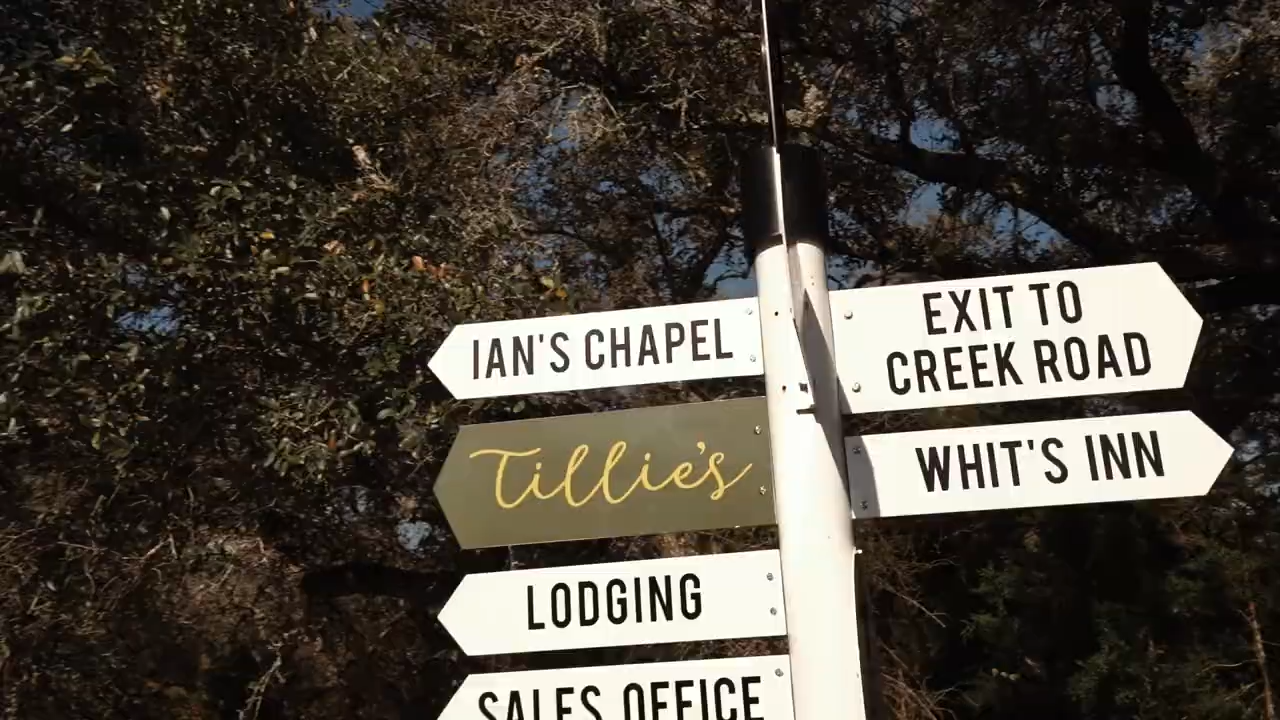 IAN'S CHAPEL
Tillie's
LODGING
SALES OFFICE
EXIT TO
CREEK ROAD
WHIT'S INN